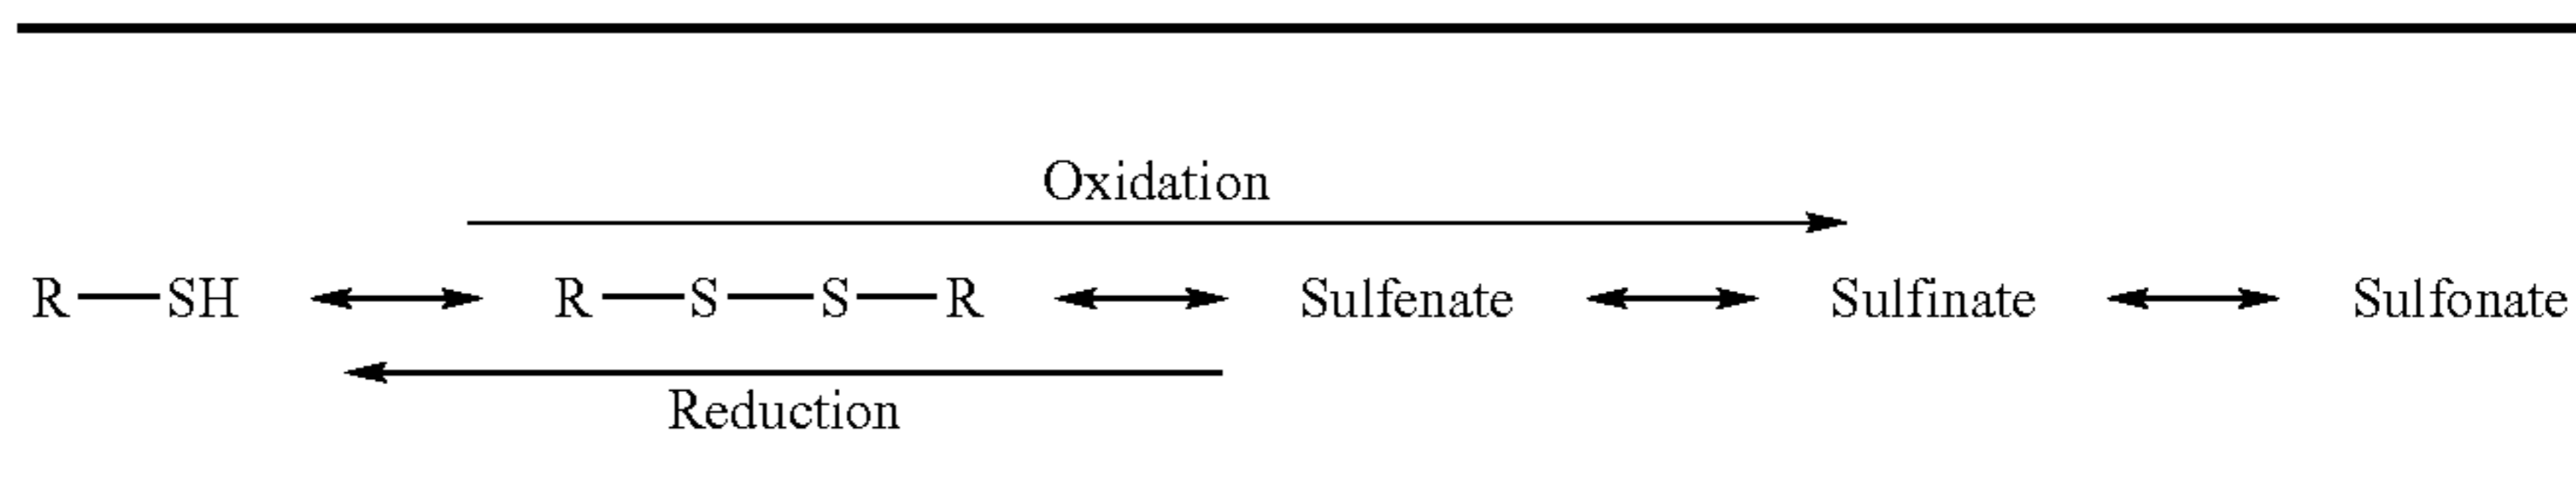 Oxidation
R—SH R—S—S—R Sulfenate Sulfinate Sulfonate
Reduction